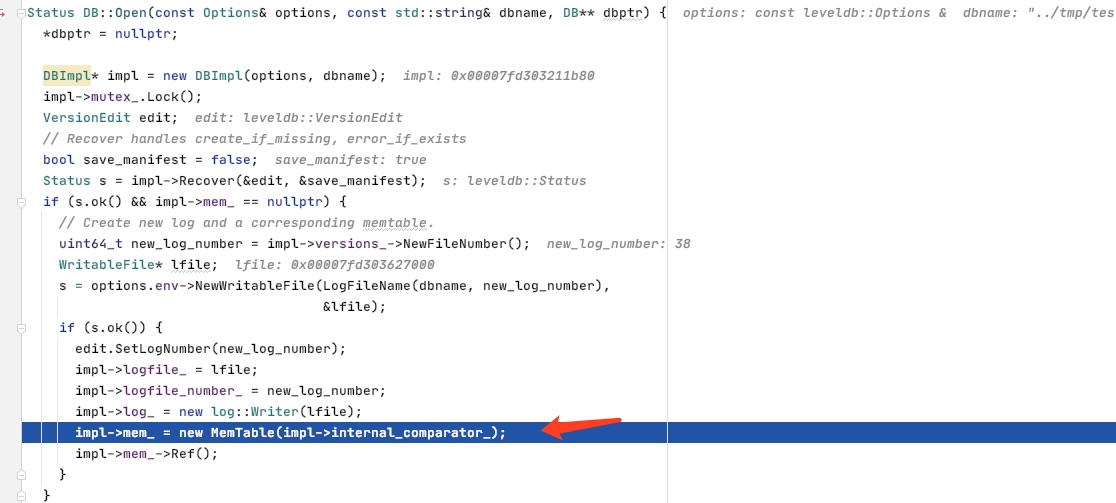 Status DB::Open(const Options& options, const std::string& dbname, DB** dbptr) {  options: const leveldb::Options &  dbname: "../tmp/tes
  *dbptr = nullptr;
  DBImpl* impl = new DBImpl(options, dbname);  impl: 0x00007fd303211b80
  impl->mutex_.Lock();
  VersionEdit edit;  edit: leveldb::VersionEdit
  // Recover handles create_if_missing, error_if_exists
  bool save_manifest = false;  save_manifest: true
  Status s = impl->Recover(&edit, &save_manifest);  s: leveldb::Status
  if (s.ok() && impl->mem_ == nullptr) {
    // Create new log and a corresponding memtable.
    uint64_t new_log_number = impl->versions_->NewFileNumber();  new_log_number: 38
    WritableFile* lfile;  lfile: 0x00007fd303627000
    s = options.env->NewWritableFile(LogFileName(dbname, new_log_number),
                                     &lfile);
    if (s.ok()) {
      edit.SetLogNumber(new_log_number);
      impl->logfile_ = lfile;
      impl->logfile_number_ = new_log_number;
      impl->log_ = new log::Writer(lfile);
      impl->mem_ = new MemTable(impl->internal_comparator_);
      impl->mem_->Ref();
    }
  }